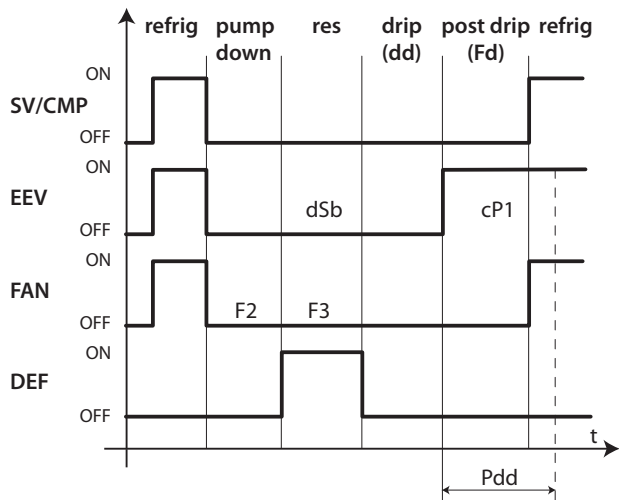 refrig pump res drip post drip refrig
down (dd) (Fd)
ON
SV/CMP
OFF
ON
EEV dSb cP1
OFF
ON
FAN
F2 F3
OFF
ON
DEF
OFF
t
Pdd